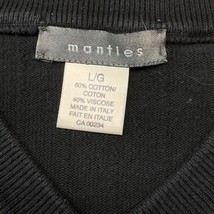 mantles
L/G
60% COTTON/
COTON
40% VISCOSE
MADE IN ITALY
FAIT EN ITALIE
CA 00234